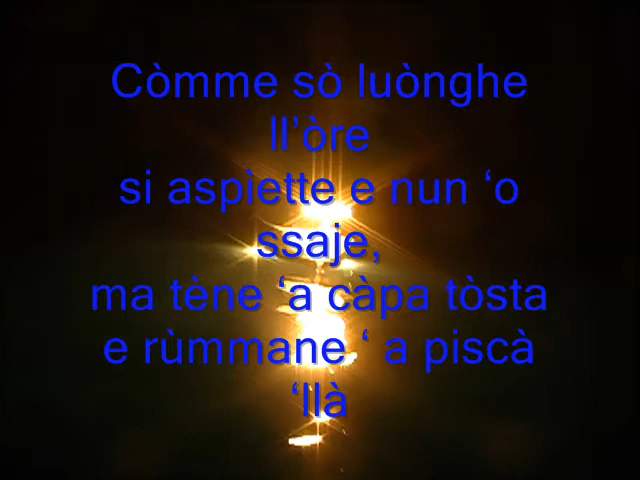 Còmme sò luònghe
ll’òre
si aspiette e nun ‘o
ssaje,
ma tène ‘a càpa tòsta
e rùmmane ‘ a piscà
‘llà